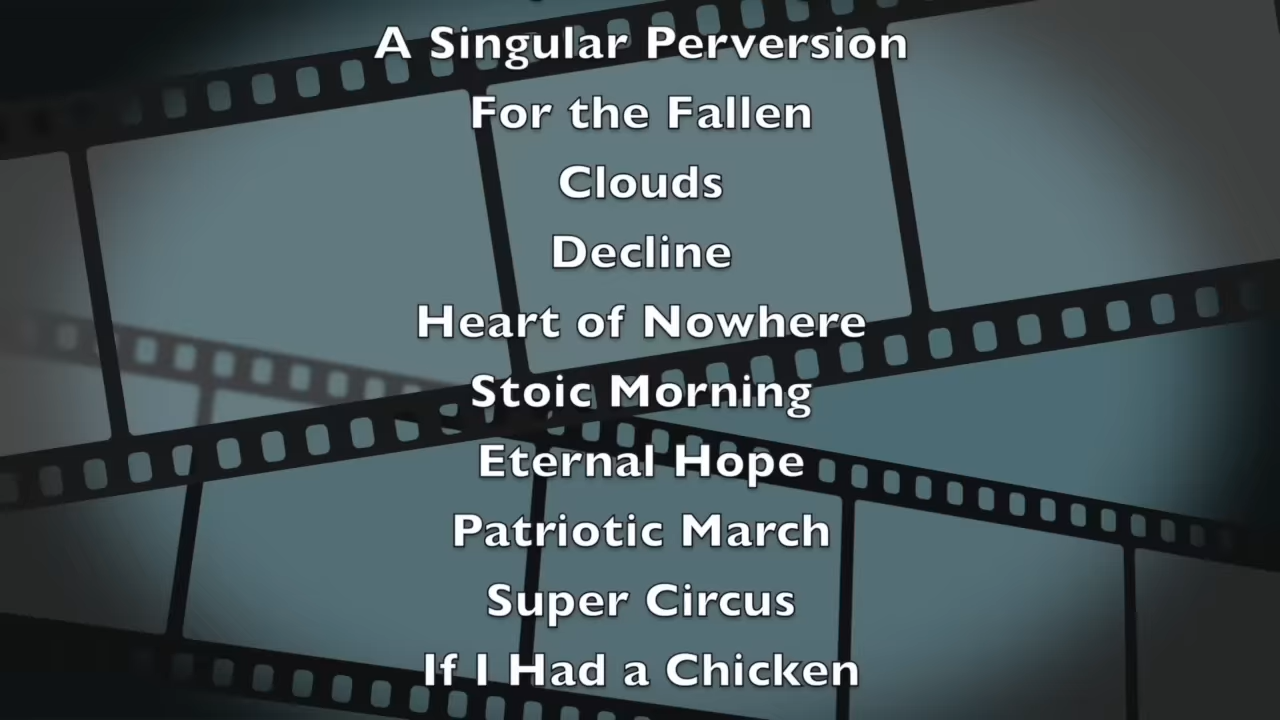 A Singular Perversion
For the Fallen
Clouds
Decline
Heart of Nowhere
Stoic Morning
Eternal Hope
Patriotic March
Super Circus
If I Had a Chicken